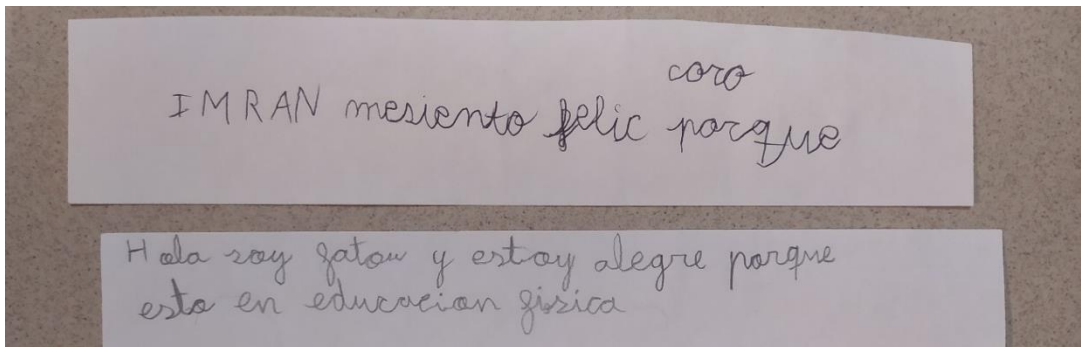 coro
IMRAN mesiento felic porque
Hola soy fatou y estoy alegre porque
esto en educacion fisica